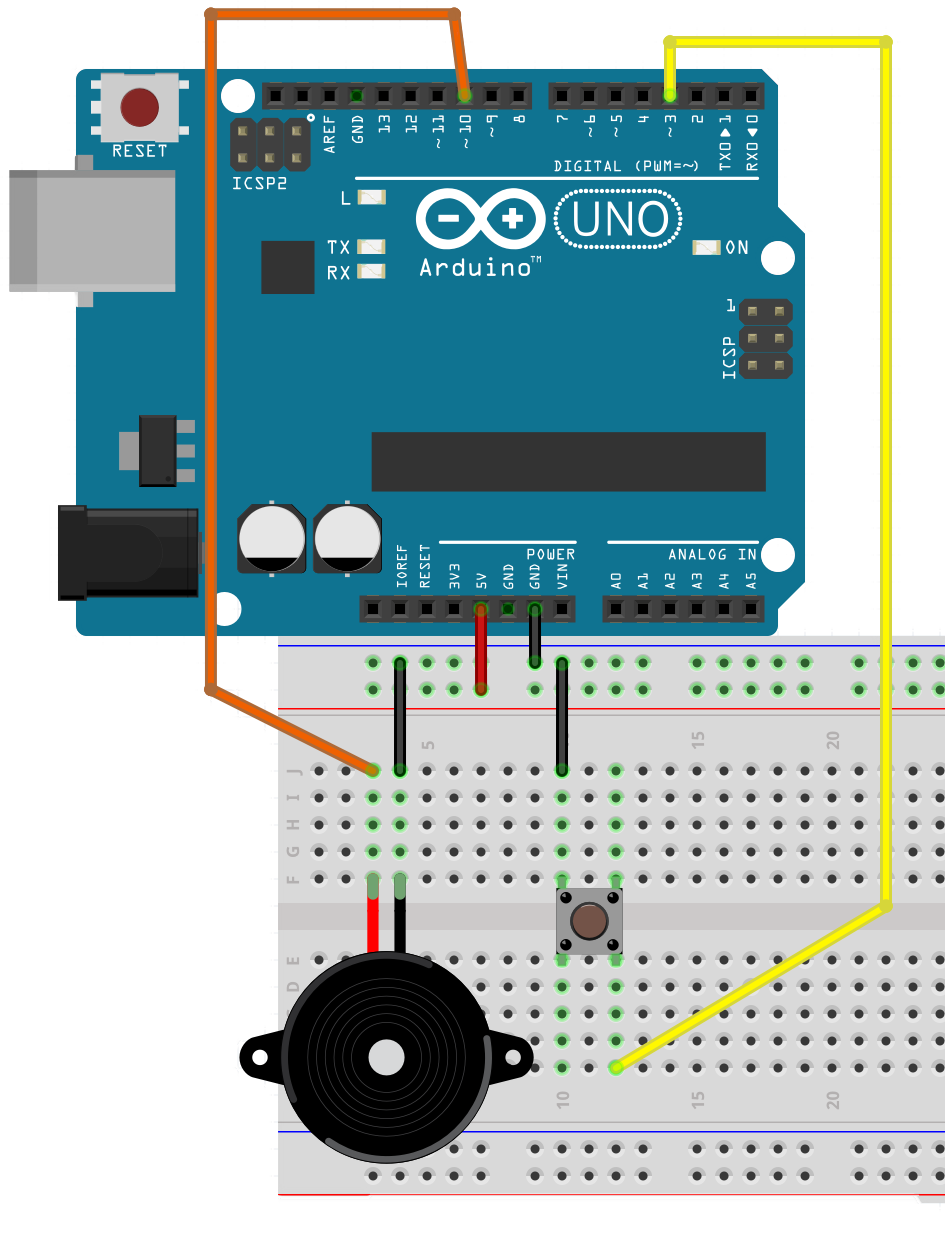 RESET
ICSP2
AREF
GND
13
12
~11
~10
~9
8
7
~6
~5
4
~3
2
TX0▶1
RX0◀0
DIGITAL (PWM=~)
L
TX
RX
UNO
Arduino™
ON
1
ICSP
IOREF
RESET
3V3
5V
GND
GND
VIN
POWER
ANALOG IN
A0
A1
A2
A3
A4
A5
5
15
20
J
I
H
G
F
E
D
10
15
20